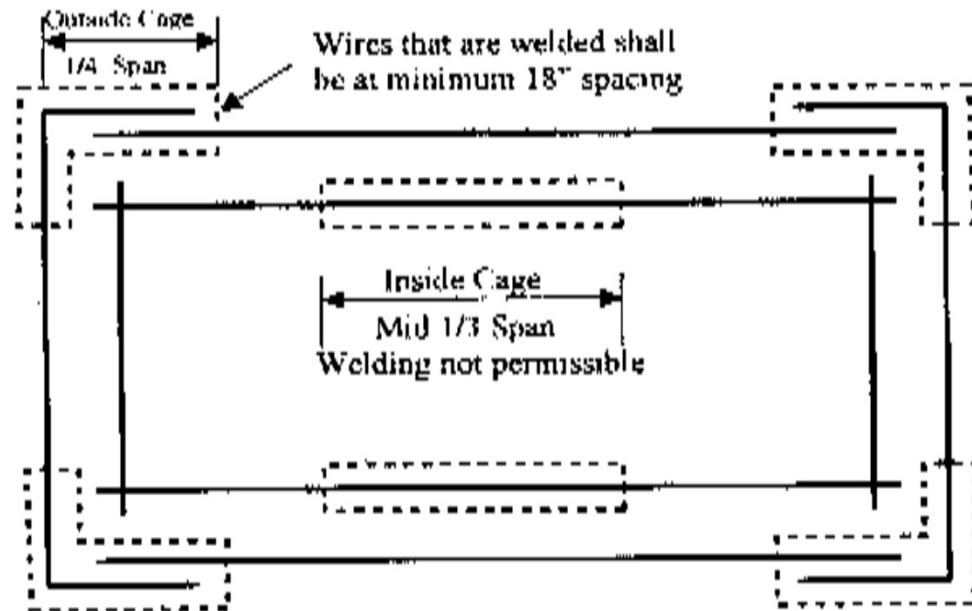 Outside Cage
1/4 Span
Wires that are welded shall
be at minimum 18" spacing
Inside Cage
Mid 1/3 Span
Welding not permissible